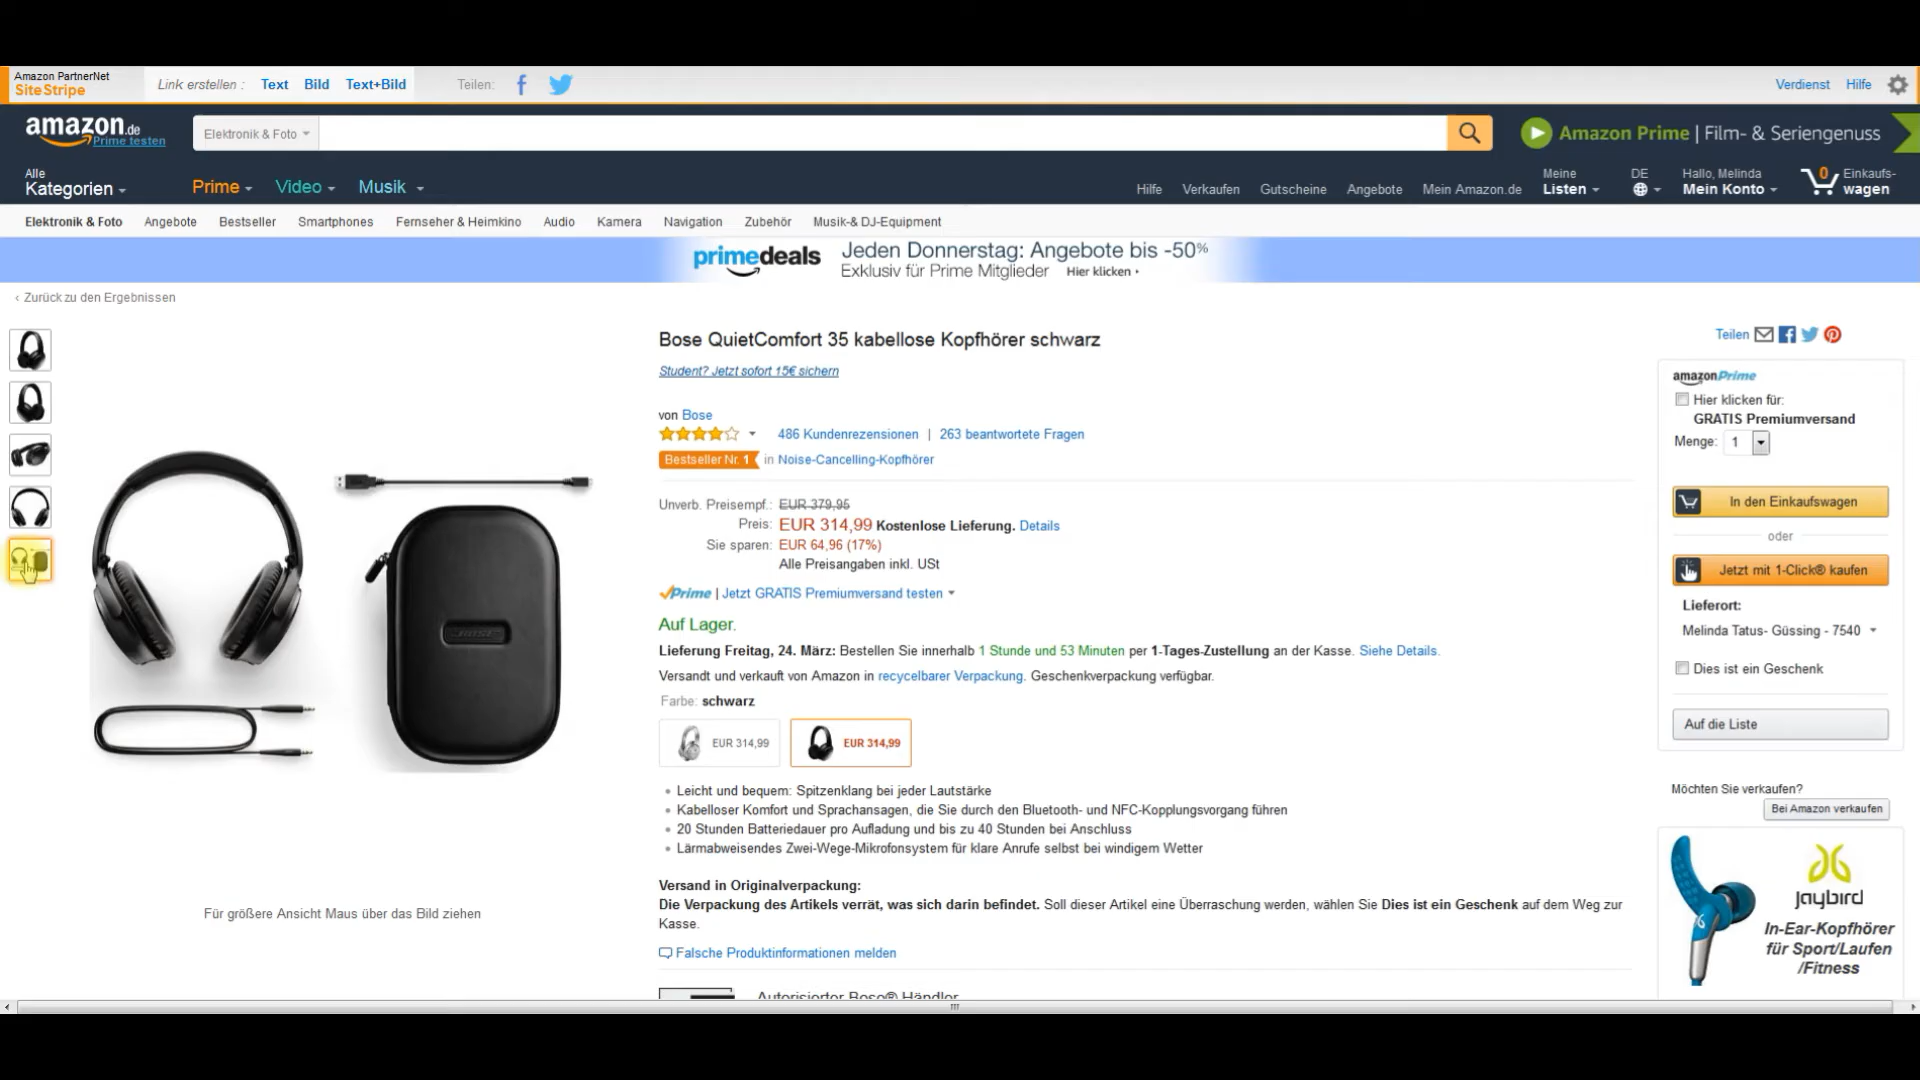 Amazon PartnerNet
SiteStripe
Link erstellen :
Text
Bild
Text+Bild
Teilen:
Verdienst
Hilfe
amazon.de
Prime testen
Elektronik & Foto
Amazon Prime | Film- & Seriengenuss
Alle
Kategorien
Prime
Video
Musik
Hilfe
Verkaufen
Gutscheine
Angebote
Mein Amazon.de
Meine
Listen
DE
Hallo, Melinda
Mein Konto
0
Einkaufs-
wagen
Elektronik & Foto
Angebote
Bestseller
Smartphones
Fernseher & Heimkino
Audio
Kamera
Navigation
Zubehör
Musik-& DJ-Equipment
primedeals
Jeden Donnerstag: Angebote bis -50%
Exklusiv für Prime Mitglieder Hier klicken ›
‹ Zurück zu den Ergebnissen
Bose QuietComfort 35 kabellose Kopfhörer schwarz
Student? Jetzt sofort 15€ sichern
von Bose
486 Kundenrezensionen | 263 beantwortete Fragen
Bestseller Nr. 1 in Noise-Cancelling-Kopfhörer
Unverb. Preisempf.: EUR 379,95
Preis: EUR 314,99 Kostenlose Lieferung. Details
Sie sparen: EUR 64,96 (17%)
Alle Preisangaben inkl. USt
Prime | Jetzt GRATIS Premiumversand testen
Auf Lager.
Lieferung Freitag, 24. März: Bestellen Sie innerhalb 1 Stunde und 53 Minuten per 1-Tages-Zustellung an der Kasse. Siehe Details.
Versandt und verkauft von Amazon in recycelbarer Verpackung. Geschenkverpackung verfügbar.
Farbe: schwarz
EUR 314,99
EUR 314,99
Leicht und bequem: Spitzenklang bei jeder Lautstärke
Kabelloser Komfort und Sprachansagen, die Sie durch den Bluetooth- und NFC-Kopplungsvorgang führen
20 Stunden Batteriedauer pro Aufladung und bis zu 40 Stunden bei Anschluss
Lärmabweisendes Zwei-Wege-Mikrofonsystem für klare Anrufe selbst bei windigem Wetter
Versand in Originalverpackung:
Die Verpackung des Artikels verrät, was sich darin befindet. Soll dieser Artikel eine Überraschung werden, wählen Sie Dies ist ein Geschenk auf dem Weg zur
Kasse.
Falsche Produktinformationen melden
Autorisierter Bose® Händler
BOSE
Für größere Ansicht Maus über das Bild ziehen
Teilen
amazonPrime
Hier klicken für:
GRATIS Premiumversand
Menge: 1
In den Einkaufswagen
oder
Jetzt mit 1-Click® kaufen
Lieferort:
Melinda Tatus- Güssing - 7540
Dies ist ein Geschenk
Auf die Liste
Möchten Sie verkaufen?
Bei Amazon verkaufen
Jaybird
In-Ear-Kopfhörer
für Sport/Laufen
/Fitness